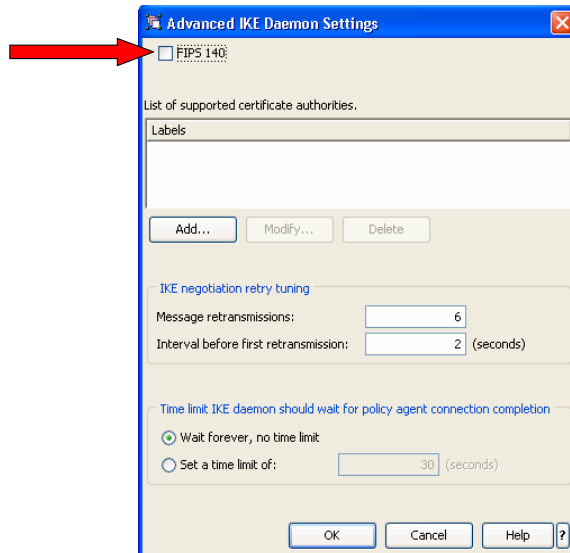 Advanced IKE Daemon Settings
FIPS 140
List of supported certificate authorities.
Labels
Add... Modify... Delete
IKE negotiation retry tuning
Message retransmissions: 6
Interval before first retransmission: 2 (seconds)
Time limit IKE daemon should wait for policy agent connection completion
Wait forever, no time limit
Set a time limit of: 30 (seconds)
OK Cancel Help ?